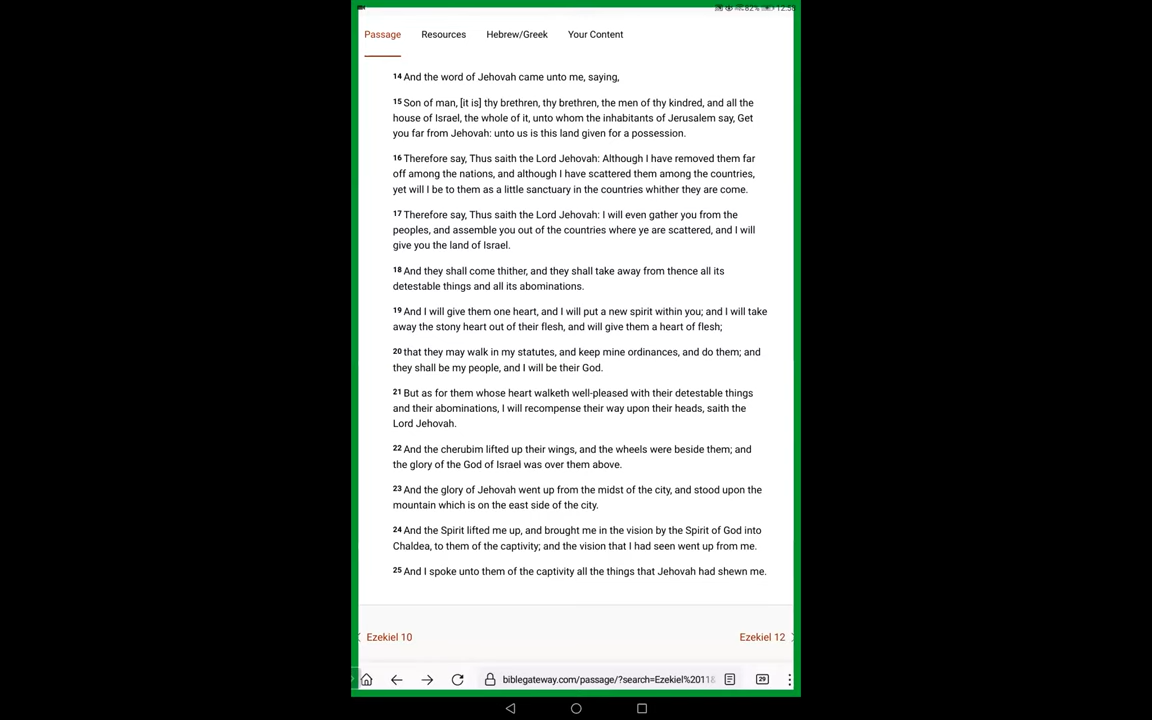 82% 12:58
Passage Resources Hebrew/Greek Your Content
14 And the word of Jehovah came unto me, saying,
15 Son of man, [it is] thy brethren, thy brethren, the men of thy kindred, and all the
house of Israel, the whole of it, unto whom the inhabitants of Jerusalem say, Get
you far from Jehovah: unto us is this land given for a possession.
16 Therefore say, Thus saith the Lord Jehovah: Although I have removed them far
off among the nations, and although I have scattered them among the countries,
yet will I be to them as a little sanctuary in the countries whither they are come.
17 Therefore say, Thus saith the Lord Jehovah: I will even gather you from the
peoples, and assemble you out of the countries where ye are scattered, and I will
give you the land of Israel.
18 And they shall come thither, and they shall take away from thence all its
detestable things and all its abominations.
19 And I will give them one heart, and I will put a new spirit within you; and I will take
away the stony heart out of their flesh, and will give them a heart of flesh;
20 that they may walk in my statutes, and keep mine ordinances, and do them; and
they shall be my people, and I will be their God.
21 But as for them whose heart walketh well-pleased with their detestable things
and their abominations, I will recompense their way upon their heads, saith the
Lord Jehovah.
22 And the cherubim lifted up their wings, and the wheels were beside them; and
the glory of the God of Israel was over them above.
23 And the glory of Jehovah went up from the midst of the city, and stood upon the
mountain which is on the east side of the city.
24 And the Spirit lifted me up, and brought me in the vision by the Spirit of God into
Chaldea, to them of the captivity; and the vision that I had seen went up from me.
25 And I spoke unto them of the captivity all the things that Jehovah had shewn me.
Ezekiel 10 Ezekiel 12
biblegateway.com/passage/?search=Ezekiel%2011& 29